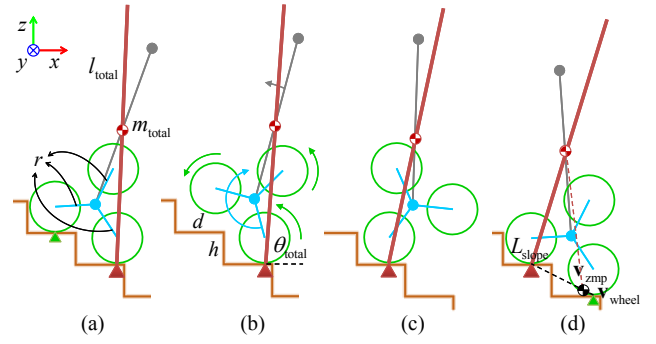 z
y
x
l_total
m_total
r
d
h
θ_total
L_slope
v_zmp
v_wheel
(a)
(b)
(c)
(d)